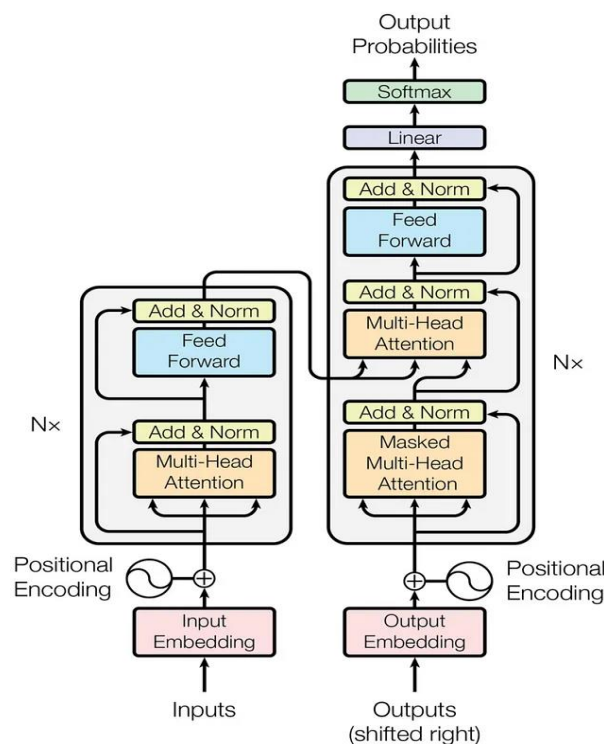 Output
Probabilities
Softmax
Linear
Add & Norm
Feed
Forward
Add & Norm
Multi-Head
Attention
Add & Norm
Masked
Multi-Head
Attention
N×
Add & Norm
Feed
Forward
Add & Norm
Multi-Head
Attention
N×
Positional
Encoding
Positional
Encoding
Input
Embedding
Output
Embedding
Inputs
Outputs
(shifted right)